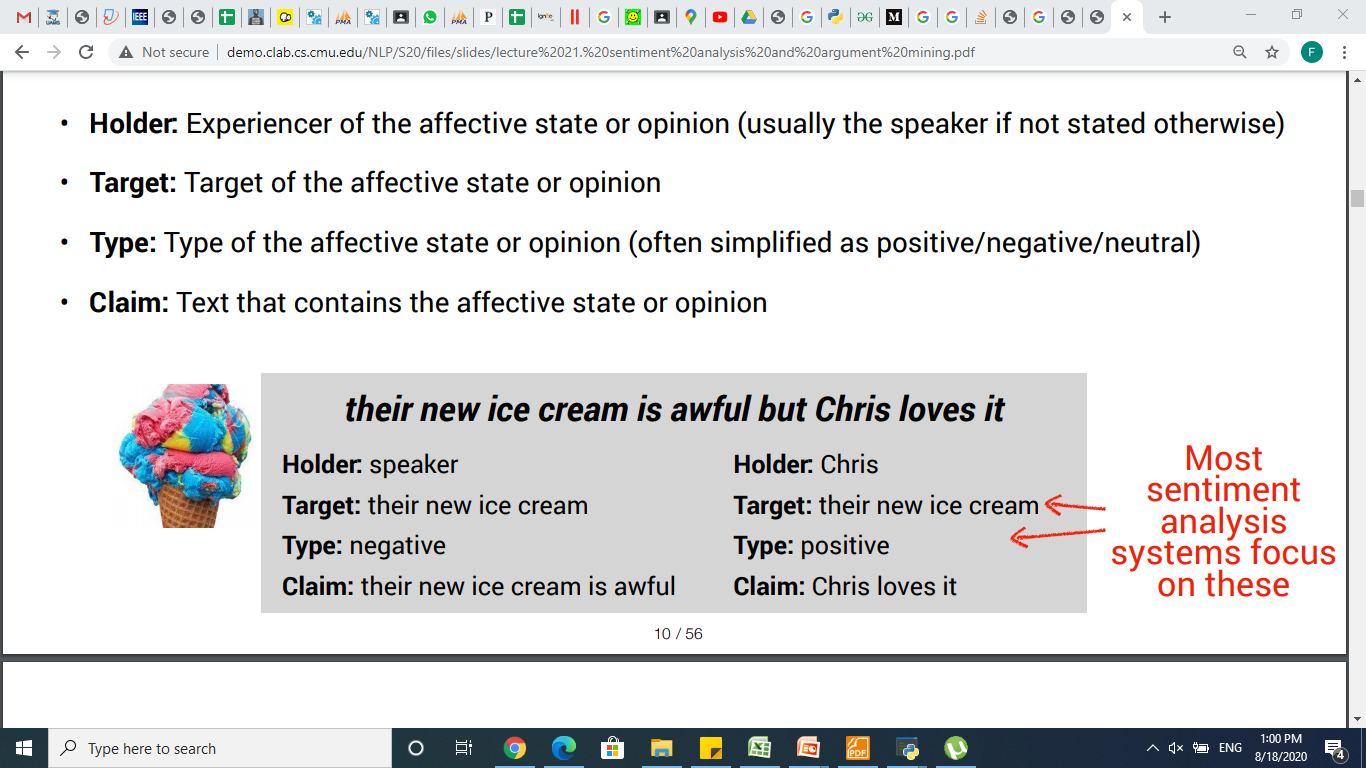 Not secure | demo.clab.cs.cmu.edu/NLP/S20/files/slides/lecture%2021.%20sentiment%20analysis%20and%20argument%20mining.pdf
F
• Holder: Experiencer of the affective state or opinion (usually the speaker if not stated otherwise)
• Target: Target of the affective state or opinion
• Type: Type of the affective state or opinion (often simplified as positive/negative/neutral)
• Claim: Text that contains the affective state or opinion
their new ice cream is awful but Chris loves it
Holder: speaker
Target: their new ice cream
Type: negative
Claim: their new ice cream is awful
Holder: Chris
Target: their new ice cream
Type: positive
Claim: Chris loves it
Most
sentiment
analysis
systems focus
on these
10 / 56
Type here to search
ENG
1:00 PM
8/18/2020
4